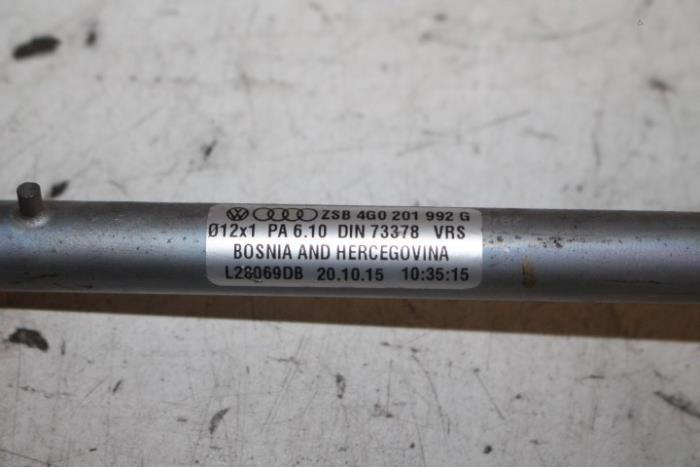 ZSB 4G0 201 992 G
Ø12x1 PA 6.10 DIN 73378 VRS
BOSNIA AND HERCEGOVINA
L28069DB 20.10.15 10:35:15